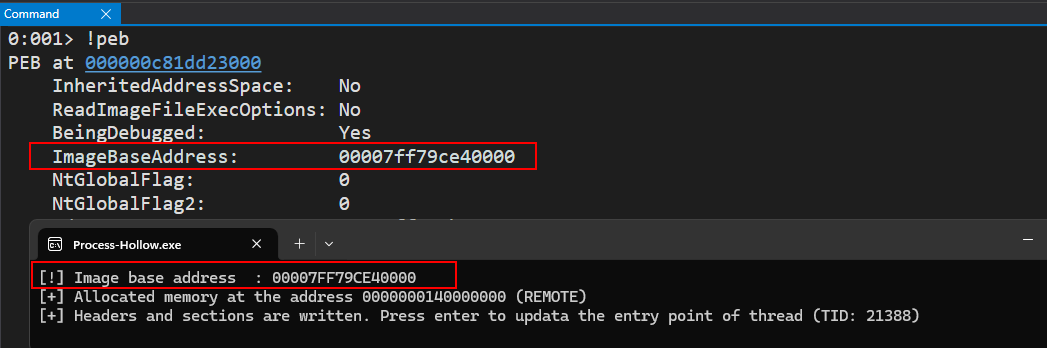 Command
0:001> !peb
PEB at 000000c81dd23000
InheritedAddressSpace: No
ReadImageFileExecOptions: No
BeingDebugged: Yes
ImageBaseAddress: 00007ff79ce40000
NtGlobalFlag: 0
NtGlobalFlag2: 0
Process-Hollow.exe
[!] Image base address : 00007FF79CE40000
[+] Allocated memory at the address 0000000140000000 (REMOTE)
[+] Headers and sections are written. Press enter to updata the entry point of thread (TID: 21388)